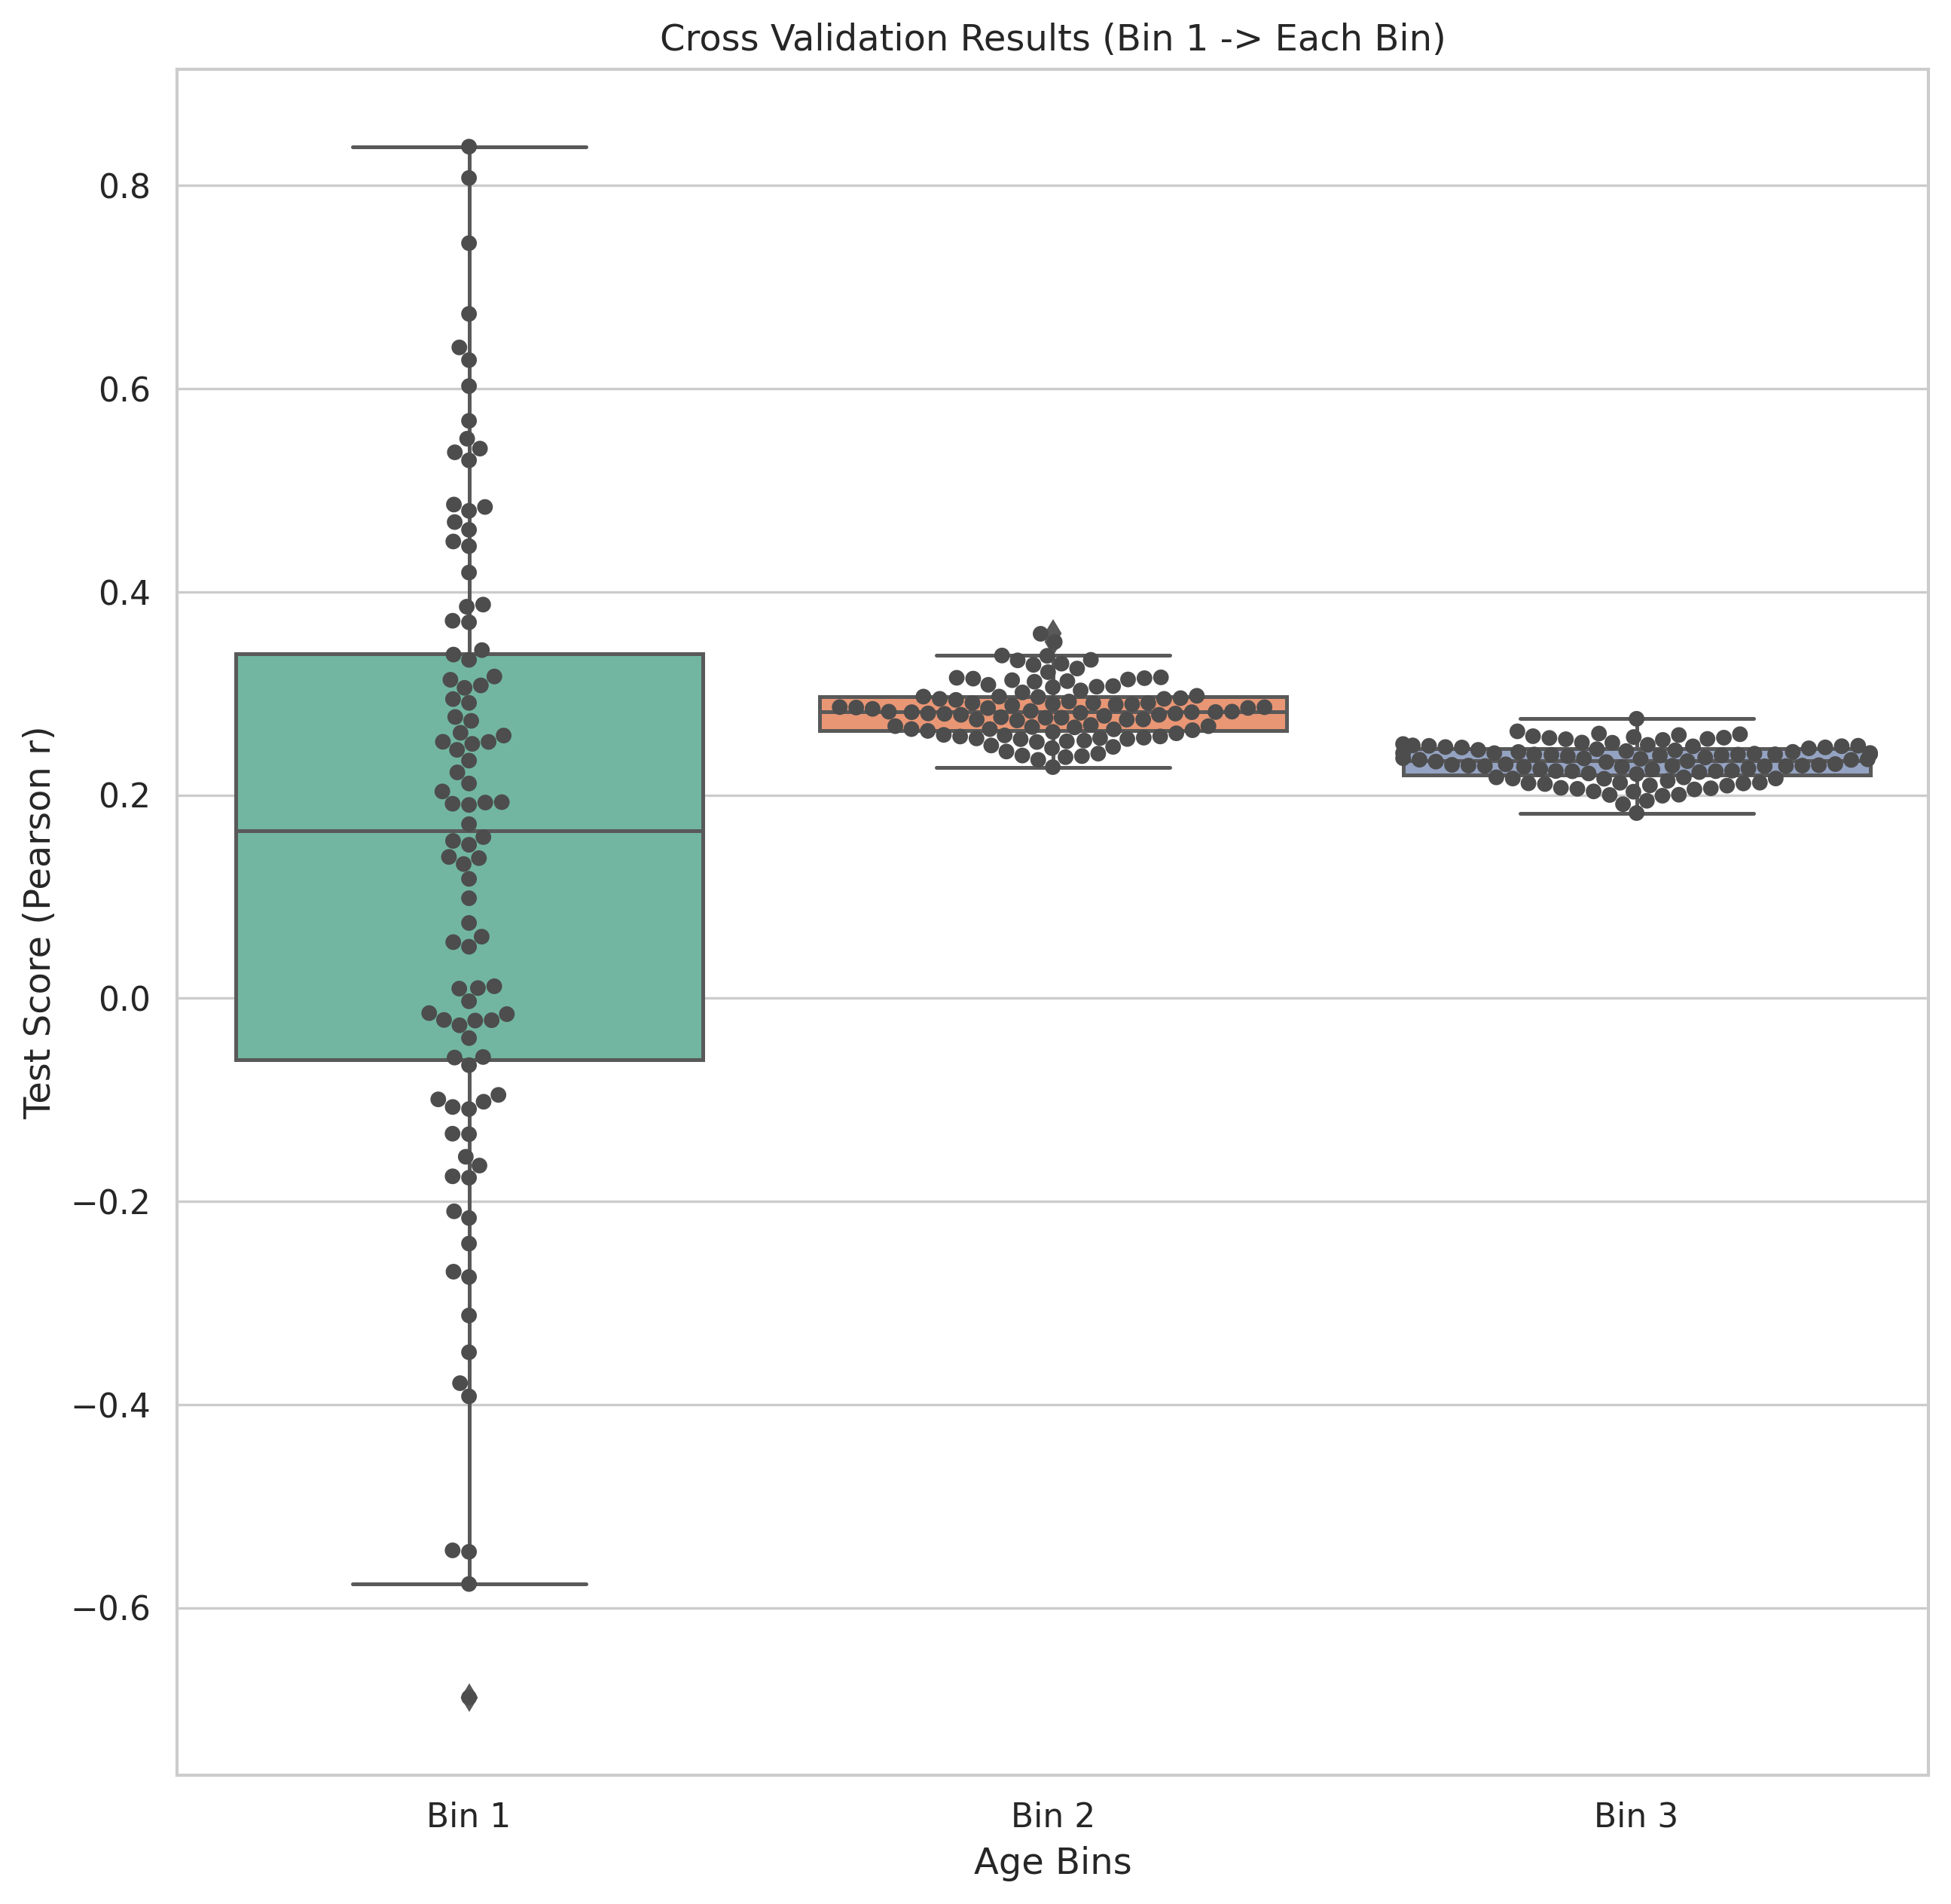 Cross Validation Results (Bin 1 -> Each Bin)
Test Score (Pearson r)
0.8
0.6
0.4
0.2
0.0
−0.2
−0.4
−0.6
Bin 1 Bin 2 Bin 3
Age Bins